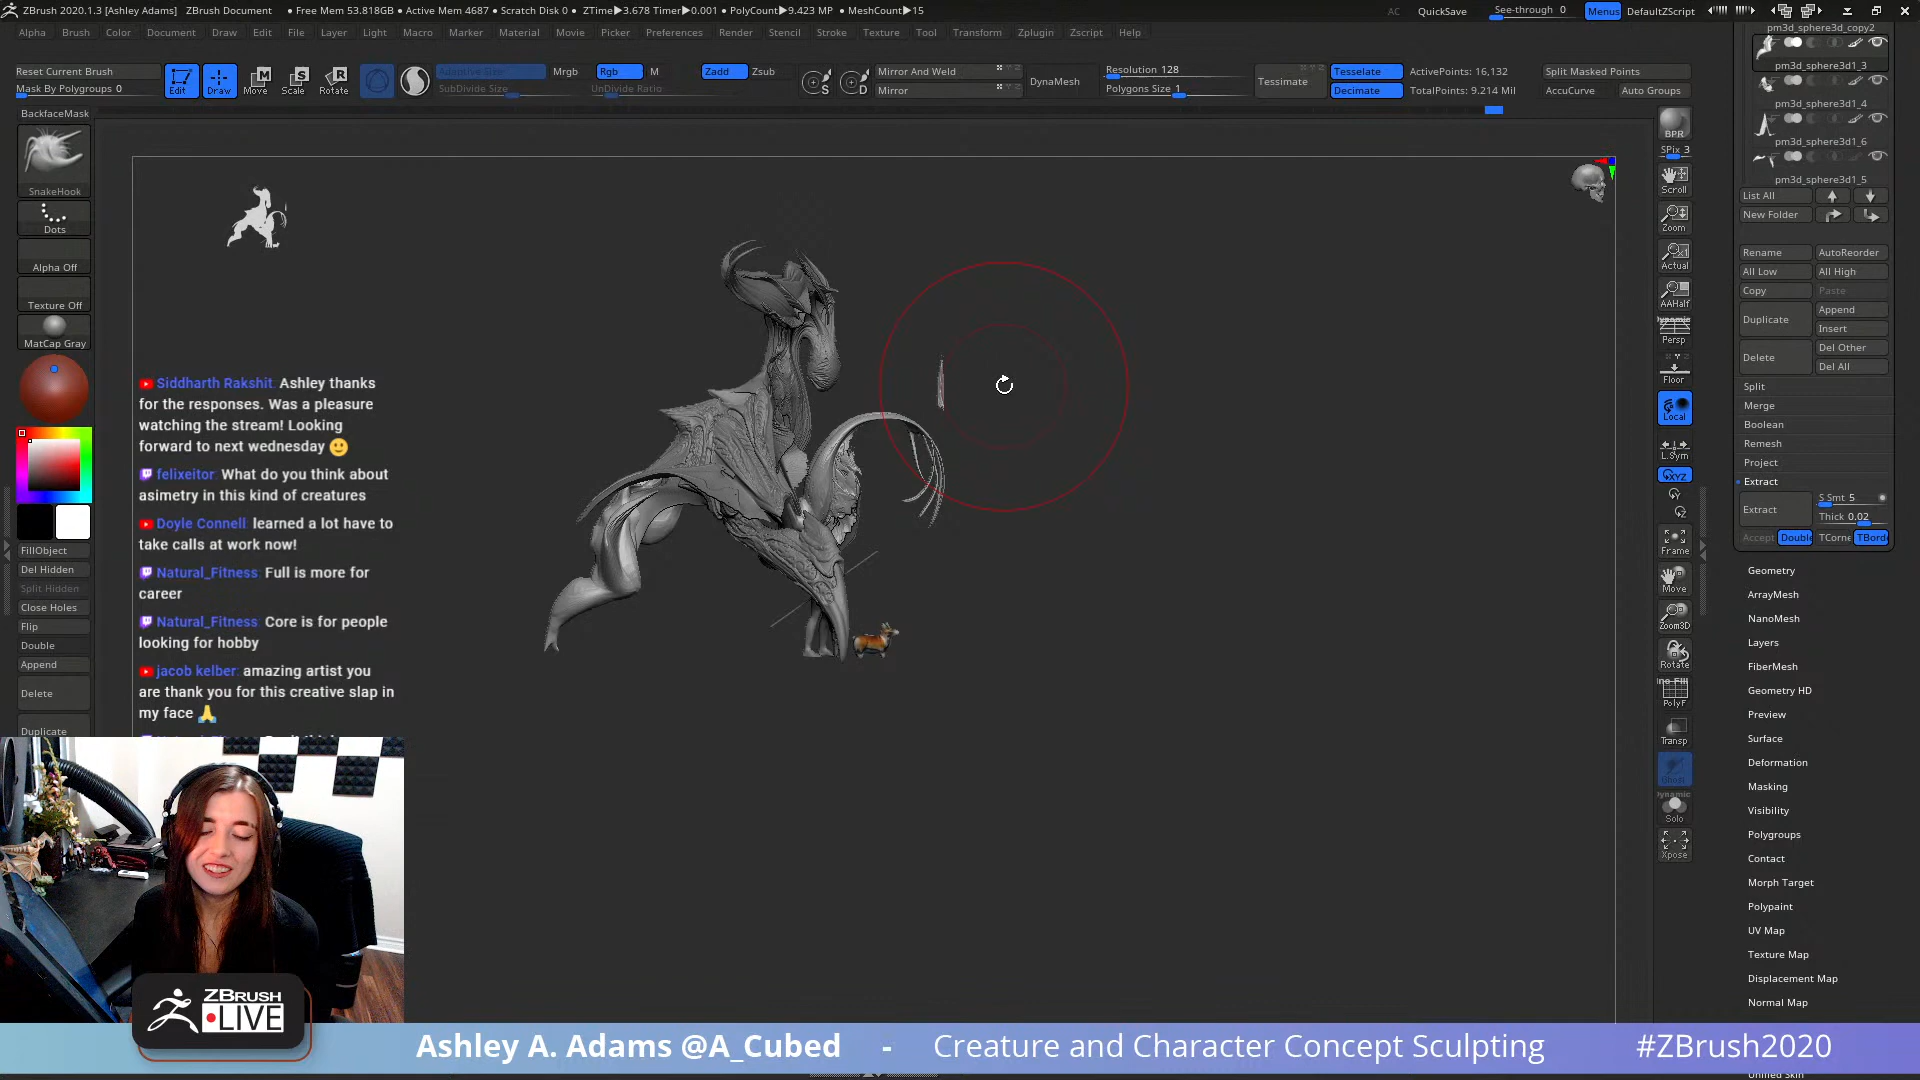 ZBrush 2020.1.3 [Ashley Adams] ZBrush Document • Free Mem 53.818GB • Active Mem 4687 • Scratch Disk 0 • ZTime▶3.678 Timer▶0.001 • PolyCount▶9.423 MP • MeshCount▶15
AC QuickSave See-through 0 Menus DefaultZScript
Alpha Brush Color Document Draw Edit File Layer Light Macro Marker Material Movie Picker Preferences Render Stencil Stroke Texture Tool Transform Zplugin Zscript Help
Reset Current Brush
Mask By Polygroups 0
Edit Draw Move Scale Rotate
SubDivide Size
Mrgb Rgb M Zadd Zsub
UnDivide Ratio
Mirror And Weld
Mirror
DynaMesh
Resolution 128
Polygons Size 1
Tessimate
Tesselate
Decimate
ActivePoints: 16,132
TotalPoints: 9.214 Mil
Split Masked Points
AccuCurve Auto Groups
BackfaceMask
SnakeHook
Dots
Alpha Off
Texture Off
MatCap Gray
FillObject
Del Hidden
Split Hidden
Close Holes
Flip
Double
Append
Delete
Duplicate
Siddharth Rakshit: Ashley thanks
for the responses. Was a pleasure
watching the stream! Looking
forward to next wednesday 🙂
felixeitor: What do you think about
asimetry in this kind of creatures
Doyle Connell: learned a lot have to
take calls at work now!
Natural_Fitness: Full is more for
career
Natural_Fitness: Core is for people
looking for hobby
jacob kelber: amazing artist you
are thank you for this creative slap in
my face 🙏
BPR
SPix 3
Scroll
Zoom
Actual
AAHalf
Dynamic
Persp
Floor
Local
L.Sym
XYZ
Frame
Move
Zoom3D
Rotate
PolyF
Transp
Ghost
Dynamic
Solo
Xpose
pm3d_sphere3d_copy2
pm3d_sphere3d1_3
pm3d_sphere3d1_4
pm3d_sphere3d1_6
pm3d_sphere3d1_5
List All
New Folder
Rename AutoReorder
All Low All High
Copy Paste
Duplicate Append
Insert
Delete Del Other
Del All
Split
Merge
Boolean
Remesh
Project
Extract
Extract S Smt 5
Thick 0.02
Accept Double TCorne TBord
Geometry
ArrayMesh
NanoMesh
Layers
FiberMesh
Geometry HD
Preview
Surface
Deformation
Masking
Visibility
Polygroups
Contact
Morph Target
Polypaint
UV Map
Texture Map
Displacement Map
Normal Map
ZBRUSH
LIVE
Ashley A. Adams @A_Cubed - Creature and Character Concept Sculpting #ZBrush2020